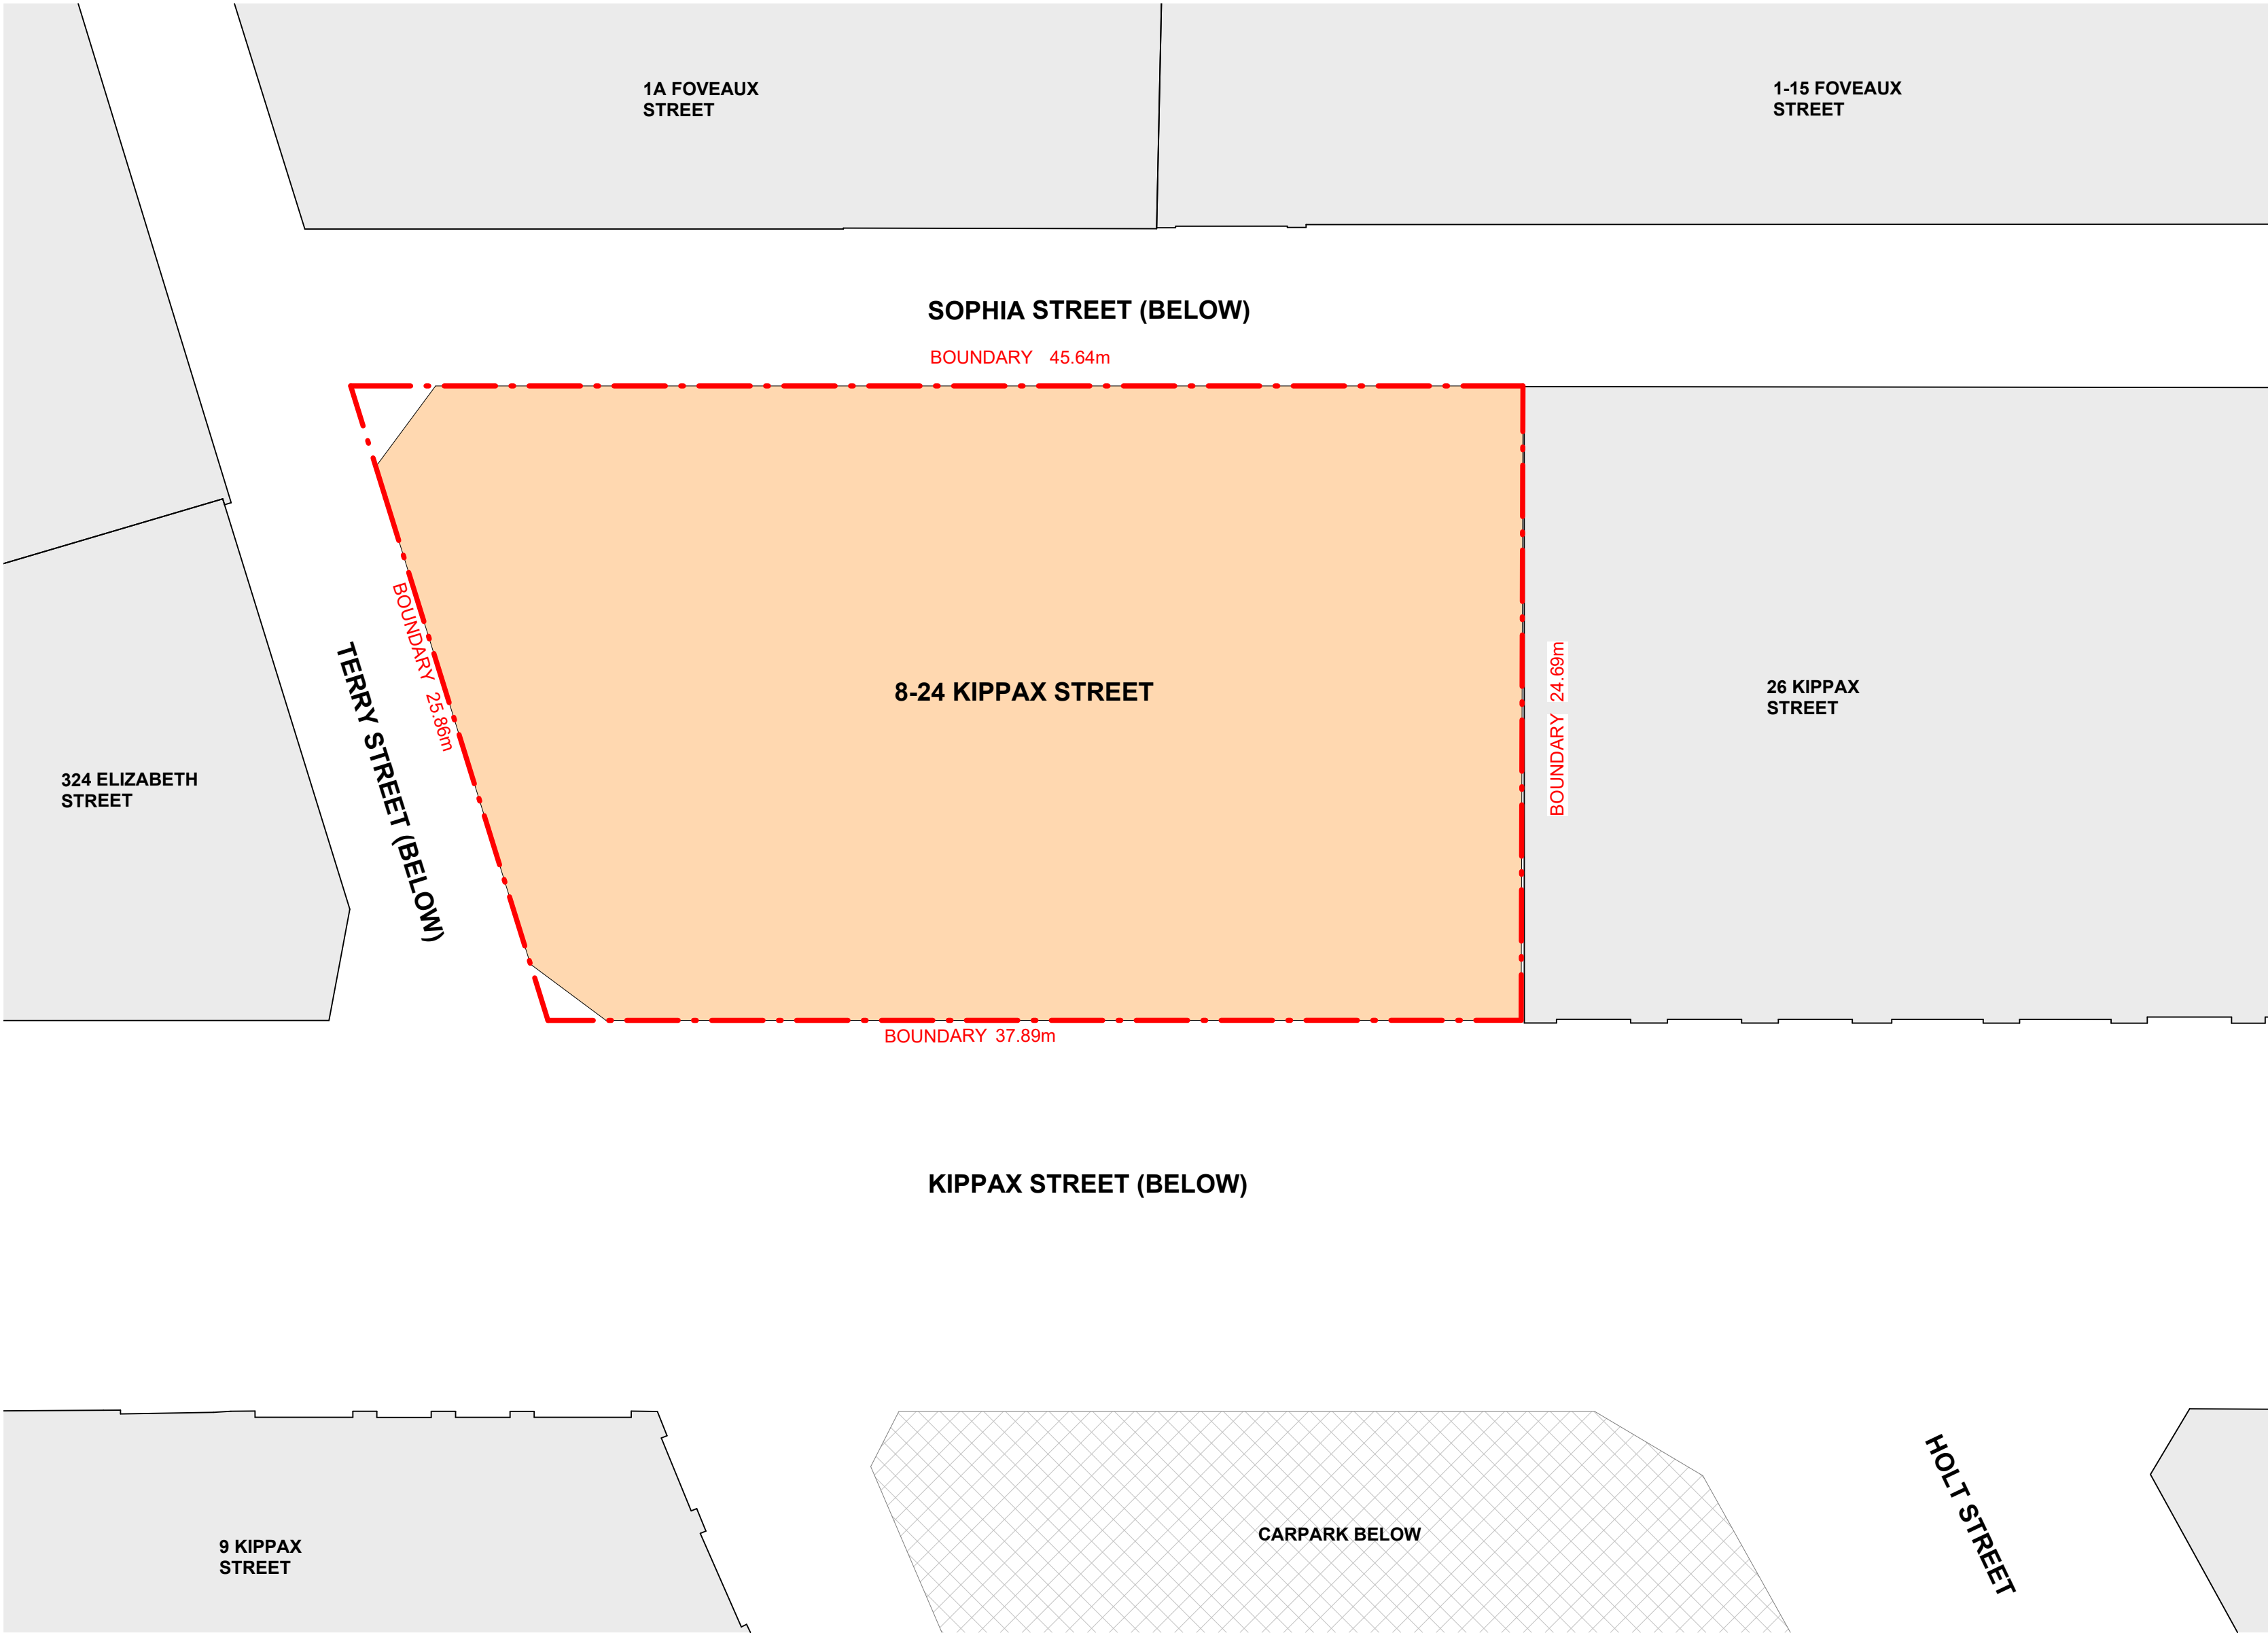 1A FOVEAUX
STREET
1-15 FOVEAUX
STREET
SOPHIA STREET (BELOW)
BOUNDARY 45.64m
BOUNDARY 25.86m
TERRY STREET (BELOW)
8-24 KIPPAX STREET
BOUNDARY 24.69m
26 KIPPAX
STREET
324 ELIZABETH
STREET
BOUNDARY 37.89m
KIPPAX STREET (BELOW)
9 KIPPAX
STREET
CARPARK BELOW
HOLT STREET